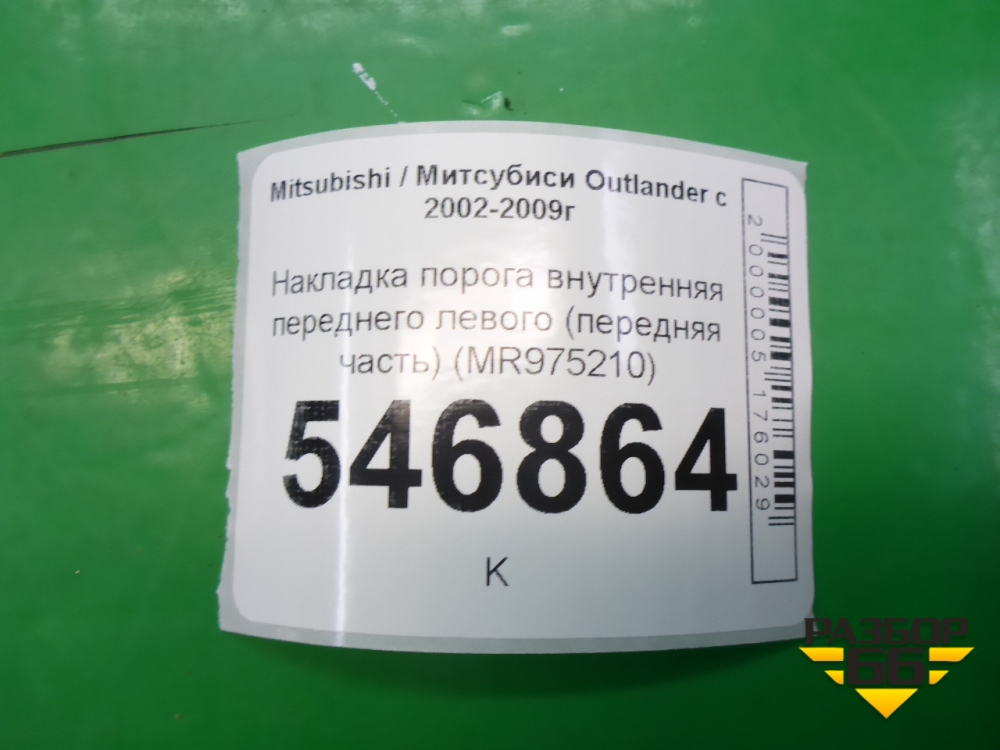 Mitsubishi / Митсубиси Outlander с
2002-2009г
Накладка порога внутренняя
переднего левого (передняя
часть) (MR975210)
546864
К
2000005176029
РАЗБОР
66